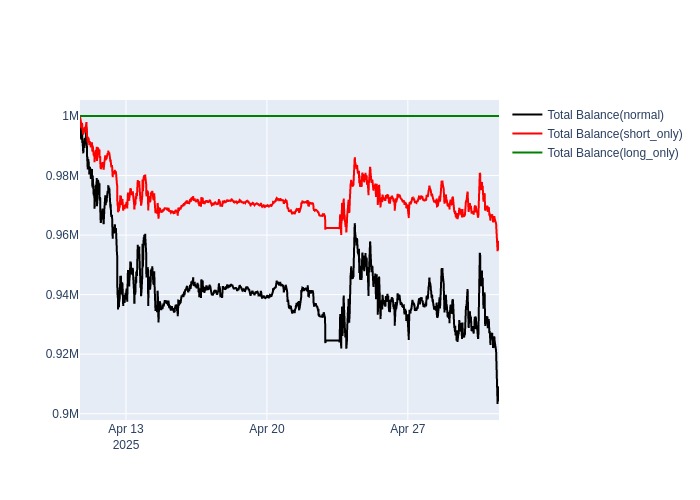 1M
0.98M
0.96M
0.94M
0.92M
0.9M
Apr 13
2025
Apr 20
Apr 27
Total Balance(normal)
Total Balance(short_only)
Total Balance(long_only)